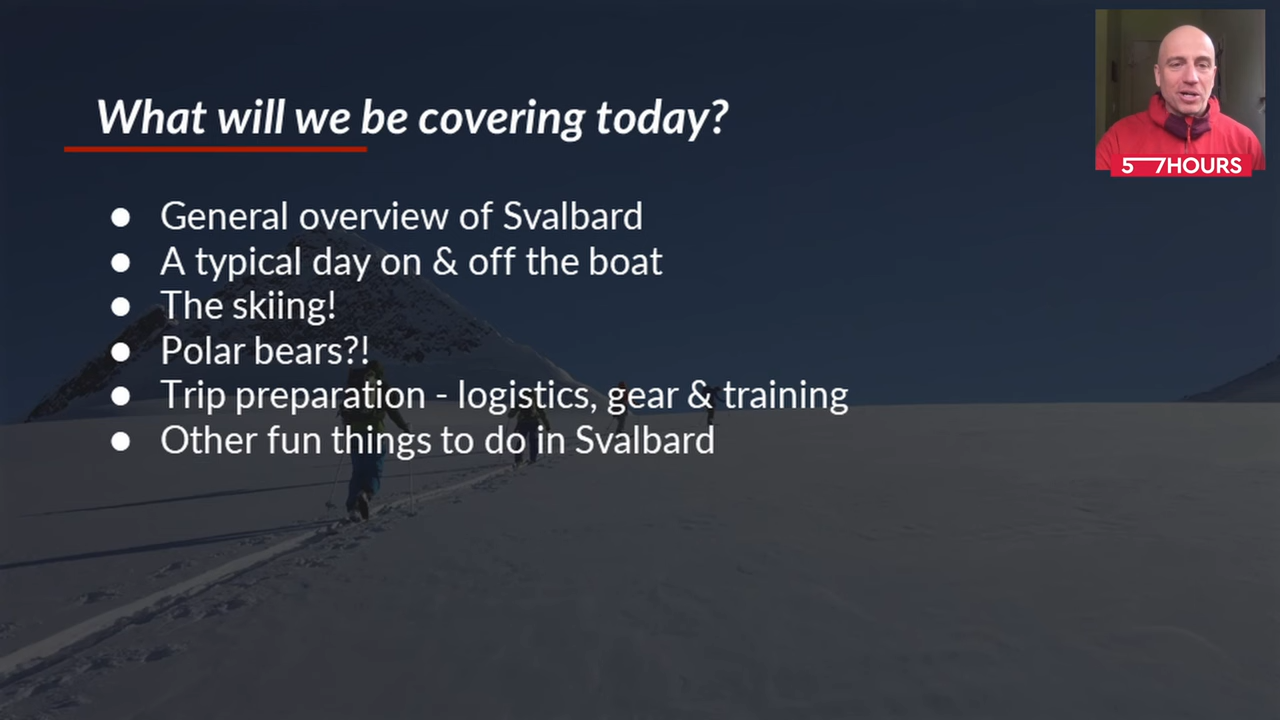 What will we be covering today?
● General overview of Svalbard
● A typical day on & off the boat
● The skiing!
● Polar bears?!
● Trip preparation - logistics, gear & training
● Other fun things to do in Svalbard
57HOURS